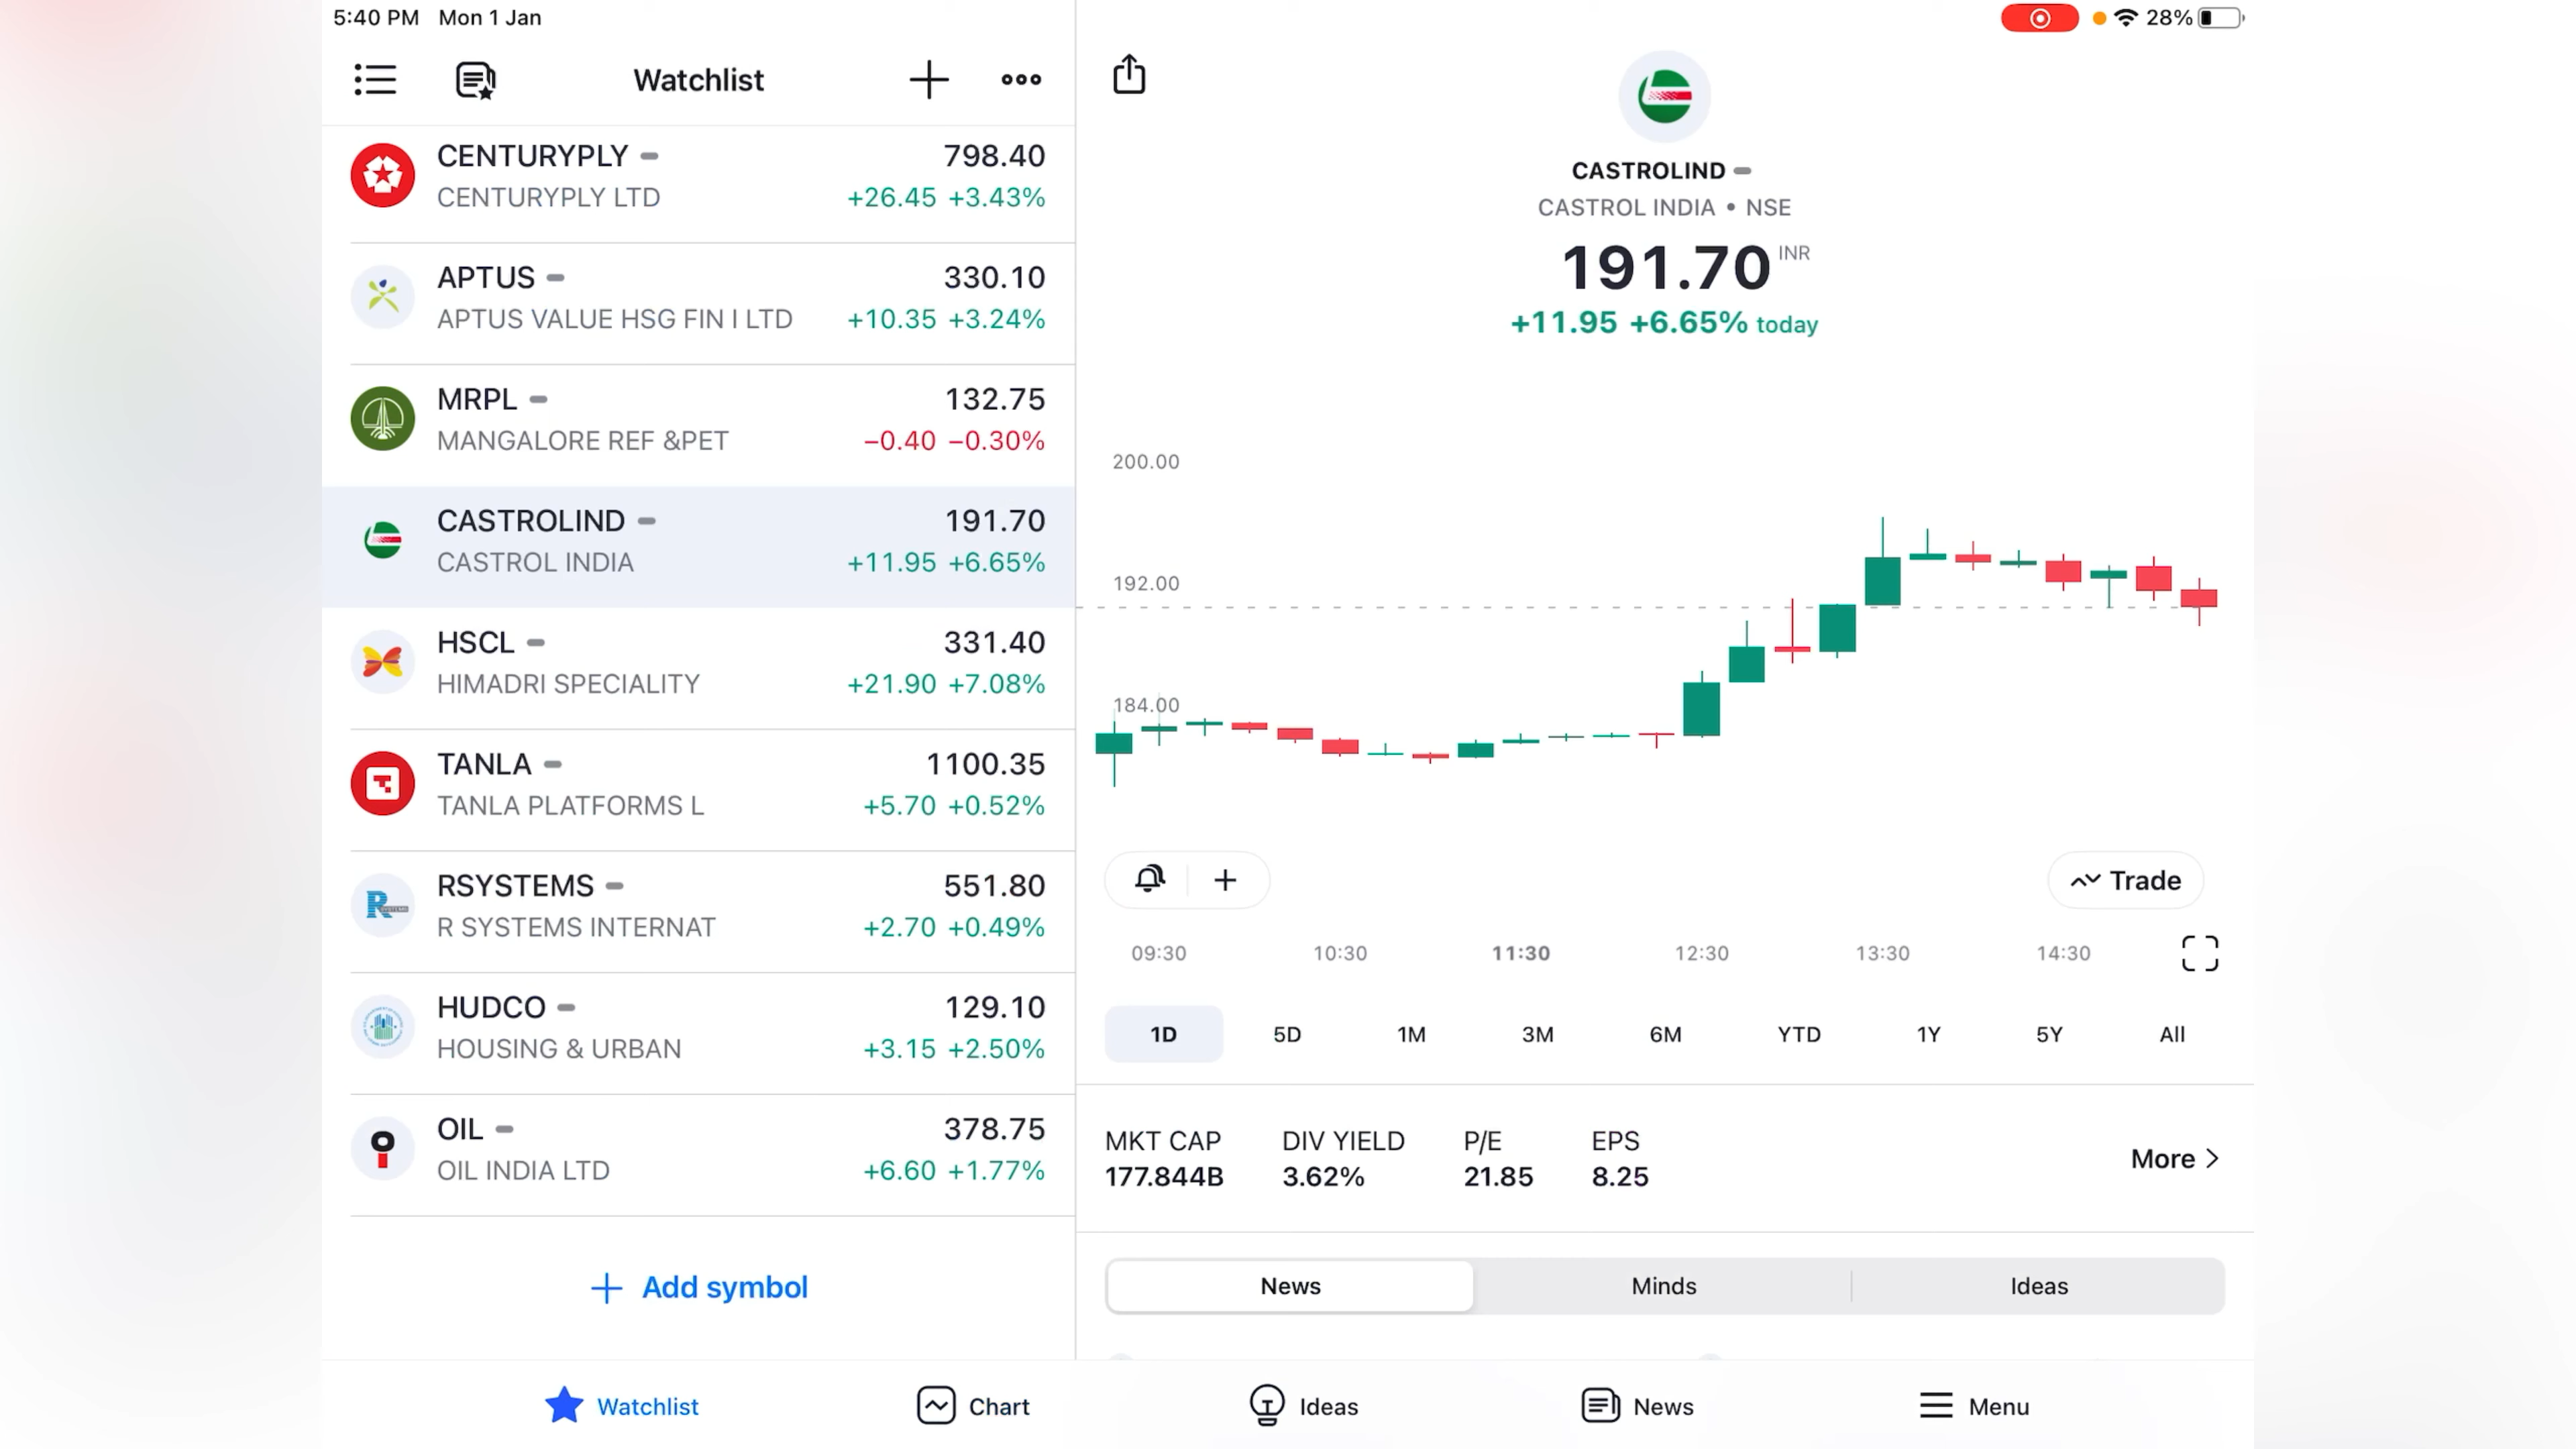 5:40 PM Mon 1 Jan
28%
Watchlist
CENTURYPLY 798.40
CENTURYPLY LTD +26.45 +3.43%
APTUS 330.10
APTUS VALUE HSG FIN I LTD +10.35 +3.24%
MRPL 132.75
MANGALORE REF &PET −0.40 −0.30%
CASTROLIND 191.70
CASTROL INDIA +11.95 +6.65%
HSCL 331.40
HIMADRI SPECIALITY +21.90 +7.08%
TANLA 1100.35
TANLA PLATFORMS L +5.70 +0.52%
RSYSTEMS 551.80
R SYSTEMS INTERNAT +2.70 +0.49%
HUDCO 129.10
HOUSING & URBAN +3.15 +2.50%
OIL 378.75
OIL INDIA LTD +6.60 +1.77%
+ Add symbol
CASTROLIND
CASTROL INDIA • NSE
191.70 INR
+11.95 +6.65% today
200.00
192.00
184.00
Trade
09:30 10:30 11:30 12:30 13:30 14:30
1D 5D 1M 3M 6M YTD 1Y 5Y All
MKT CAP DIV YIELD P/E EPS
177.844B 3.62% 21.85 8.25
More >
News Minds Ideas
Watchlist Chart Ideas News Menu